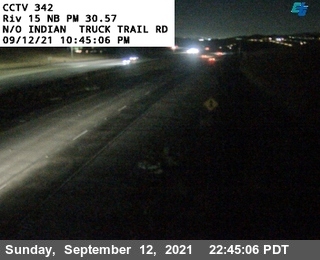 CCTV 342
Riv 15 NB PM 30.57
N/O INDIAN TRUCK TRAIL RD
09/12/21 10:45:06 PM
Sunday, September 12, 2021 22:45:06 PDT